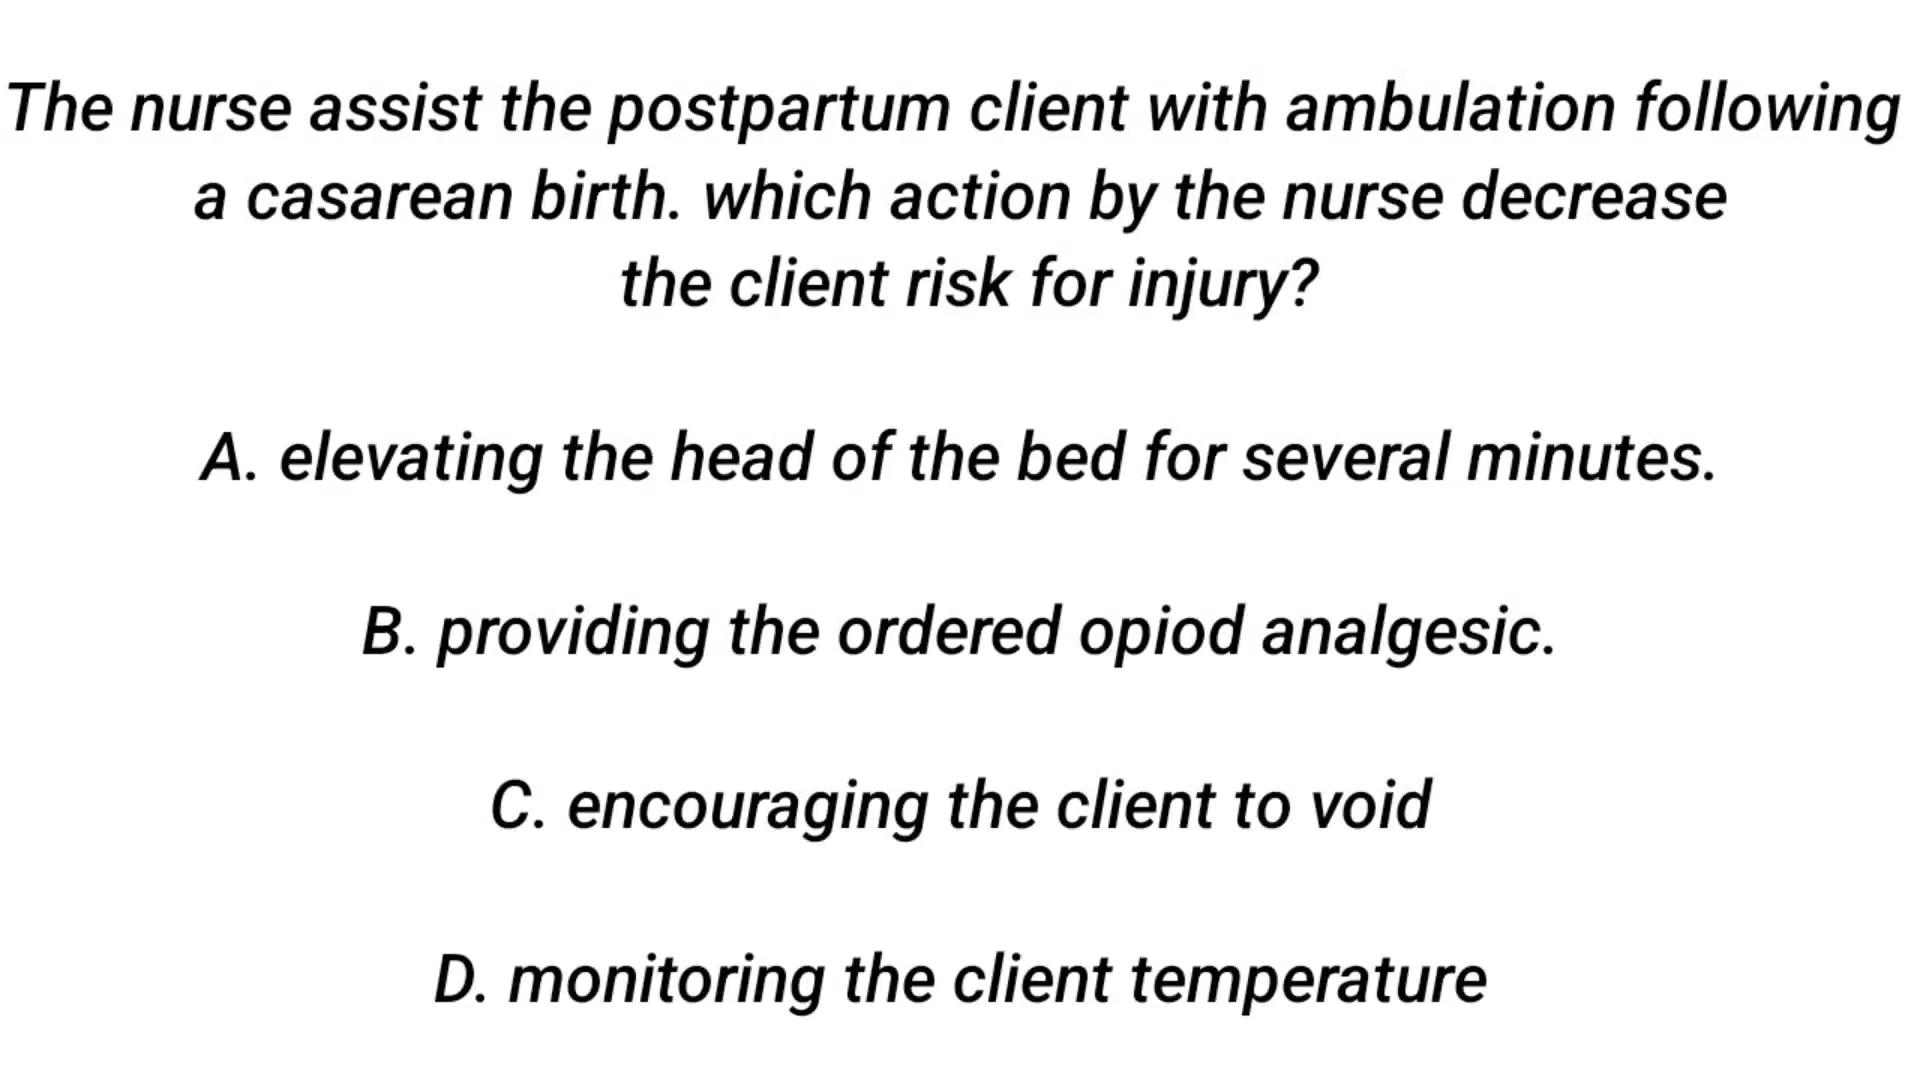 The nurse assist the postpartum client with ambulation following
a casarean birth. which action by the nurse decrease
the client risk for injury?
A. elevating the head of the bed for several minutes.
B. providing the ordered opiod analgesic.
C. encouraging the client to void
D. monitoring the client temperature